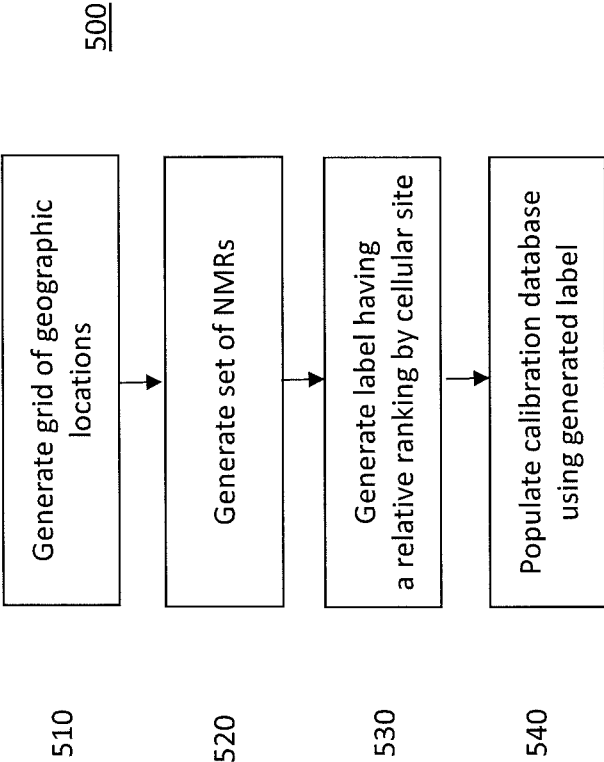 500
510
Generate grid of geographic
locations
520
Generate set of NMRs
530
Generate label having
a relative ranking by cellular site
540
Populate calibration database
using generated label